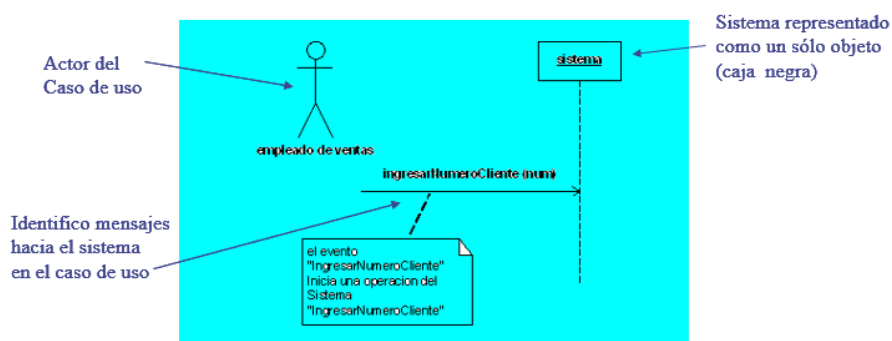 Sistema representado
como un sólo objeto
(caja negra)
Actor del
Caso de uso
sistema
empleado de ventas
ingresarNumeroCliente (num)
Identifico mensajes
hacia el sistema
en el caso de uso
el evento
"IngresarNumeroCliente"
Inicia una operacion del
Sistema
"IngresarNumeroCliente"